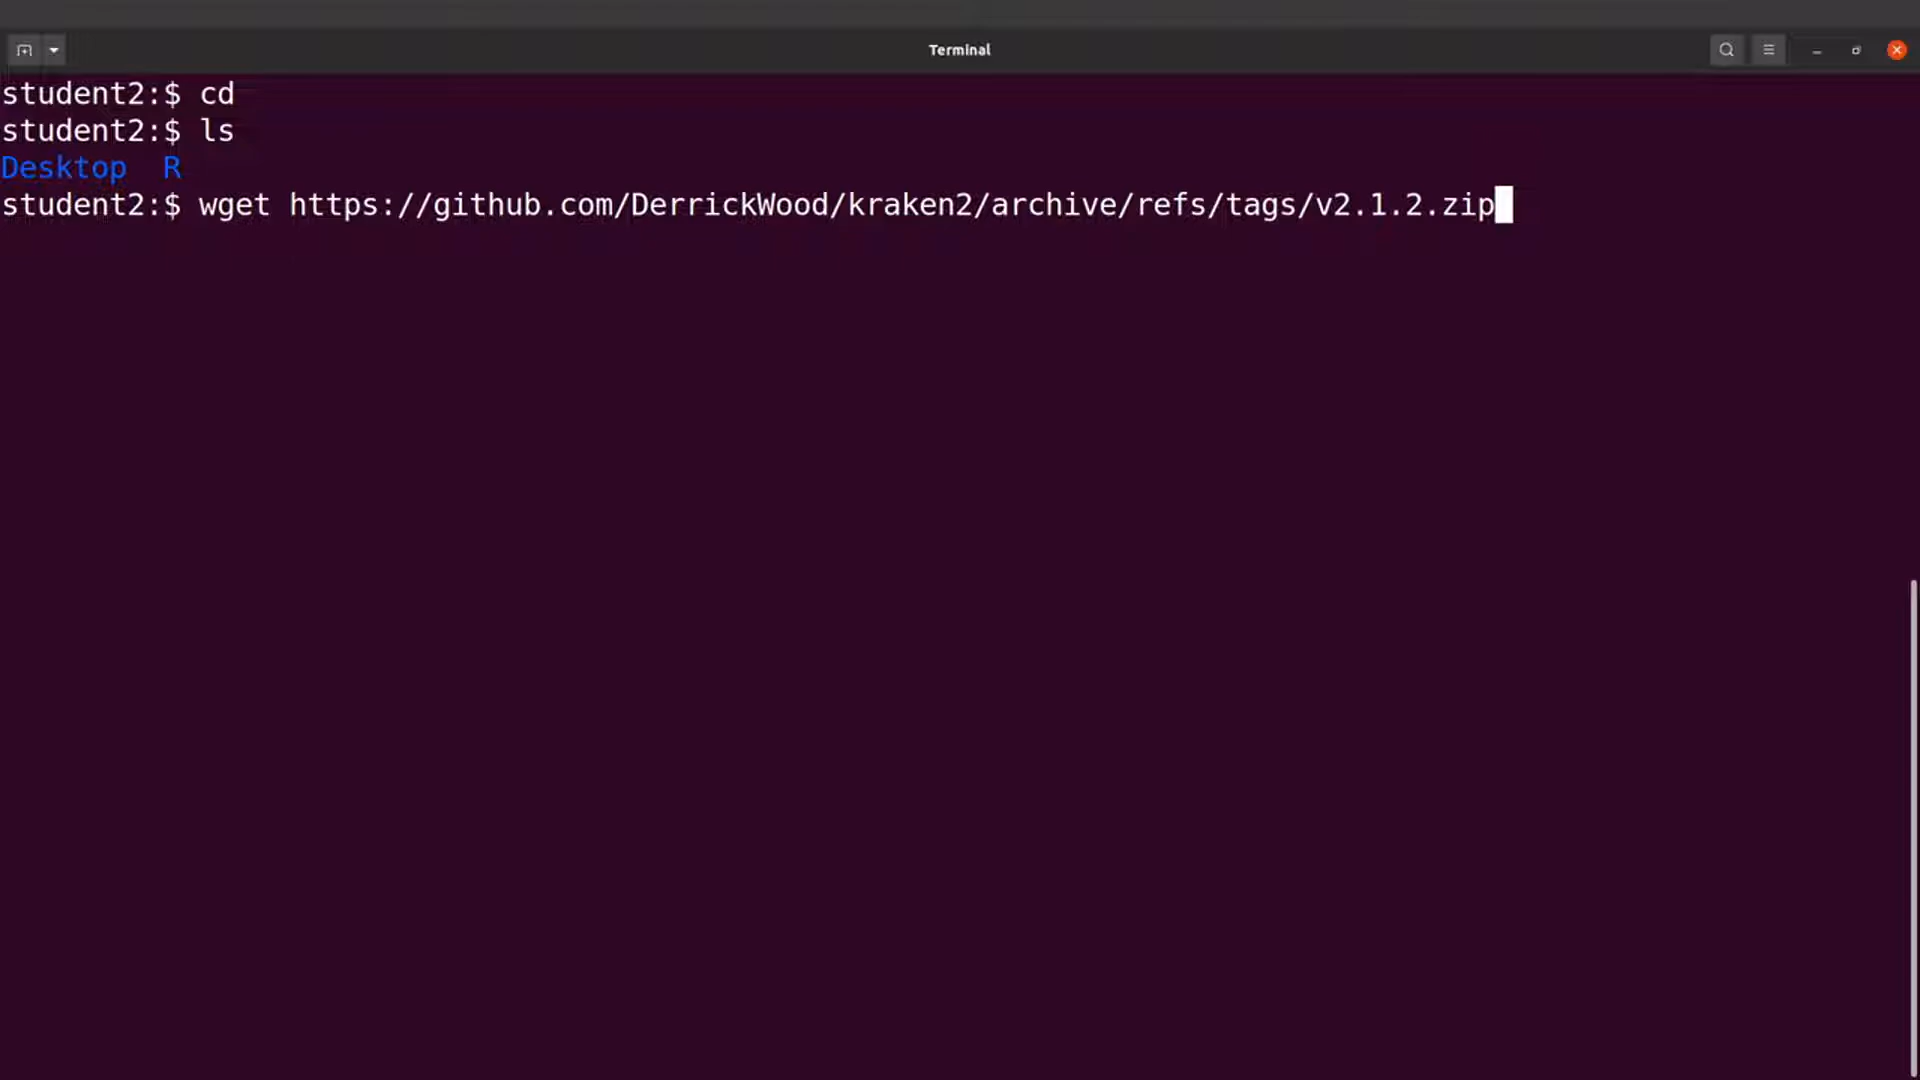 Terminal
student2:$ cd
student2:$ ls
Desktop  R
student2:$ wget https://github.com/DerrickWood/kraken2/archive/refs/tags/v2.1.2.zip